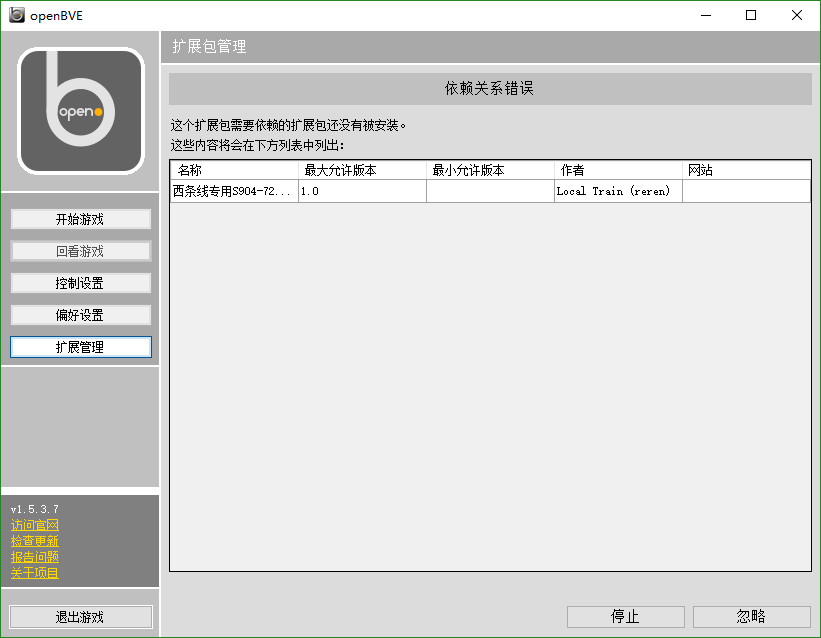 openBVE
扩展包管理
open
依赖关系错误
这个扩展包需要依赖的扩展包还没有被安装。
这些内容将会在下方列表中列出:
名称 最大允许版本 最小允许版本 作者 网站
西条线专用S904-72... 1.0 Local Train (reren)
开始游戏
回看游戏
控制设置
偏好设置
扩展管理
v1.5.3.7
访问官网
检查更新
报告问题
关于项目
退出游戏
停止 忽略